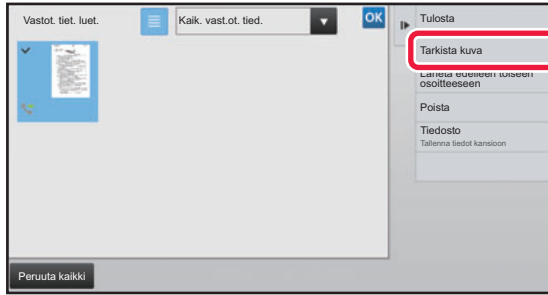 Vastot. tiet. luet.
Kaik. vast.ot. tied.
OK
Tulosta
Tarkista kuva
Lähetä edelleen toiseen
osoitteeseen
Poista
Tiedosto
Tallenna tiedot kansioon
Peruuta kaikki